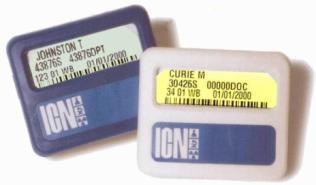 JOHNSTON T
43876S 43876DPT
123 01 WB 01/01/2000
ICN
CURIE M
30426S 00000DOC
34 01 WB 01/01/2000
ICN